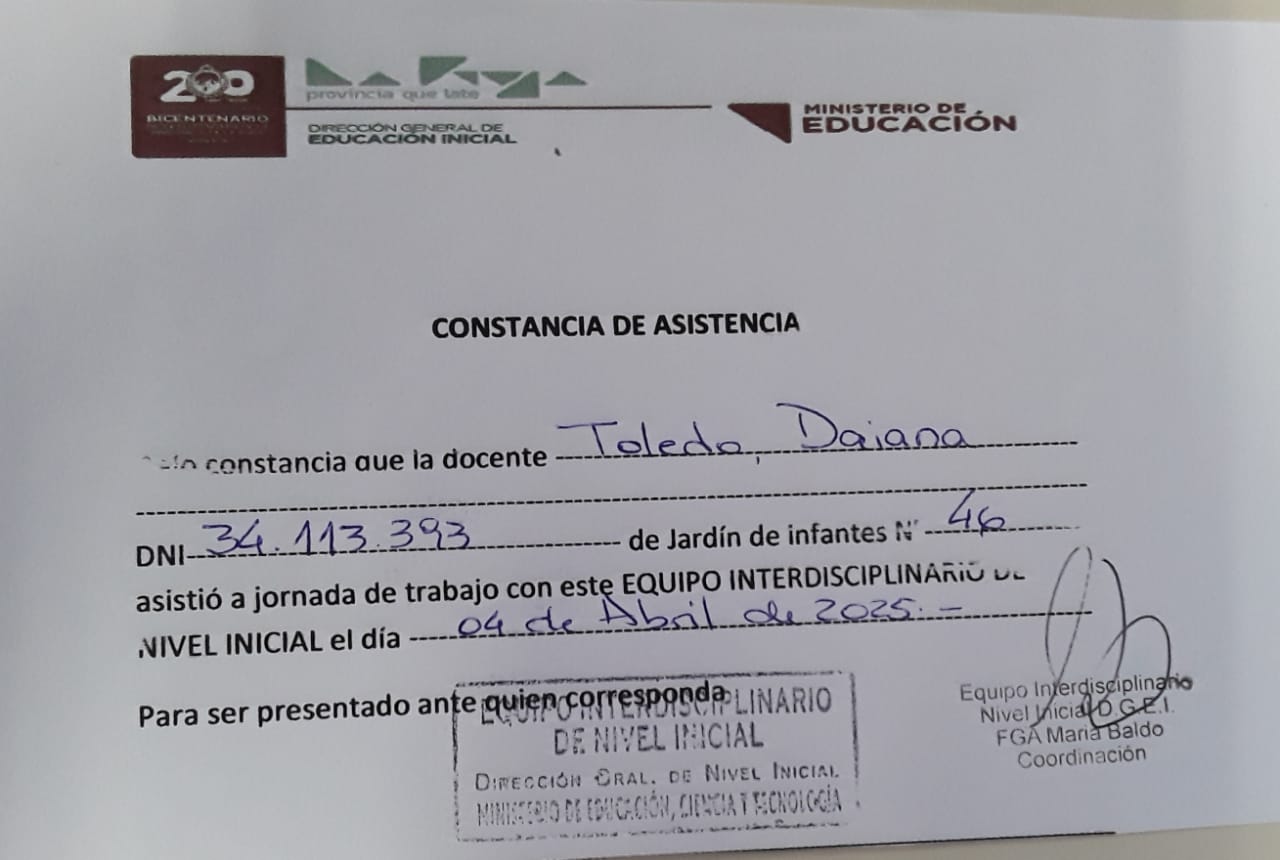 200
BICENTENARIO
La Rioja
provincia que late
DIRECCIÓN GENERAL DE
EDUCACIÓN INICIAL
MINISTERIO DE
EDUCACIÓN
CONSTANCIA DE ASISTENCIA
constancia que la docente Toledo, Daiana
DNI 34.113.393 de Jardín de infantes N° 46
asistió a jornada de trabajo con este EQUIPO INTERDISCIPLINARIO DE
NIVEL INICIAL el día 04 de Abril de 2025.-
Para ser presentado ante quien corresponda
EQUIPO INTERDISCIPLINARIO
DE NIVEL INICIAL
DIRECCIÓN GRAL. DE NIVEL INICIAL
MINISTERIO DE EDUCACIÓN, CIENCIA Y TECNOLOGÍA
Equipo Interdisciplinario
Nivel Inicial D.G.E.I.
FGA Maria Baldo
Coordinación